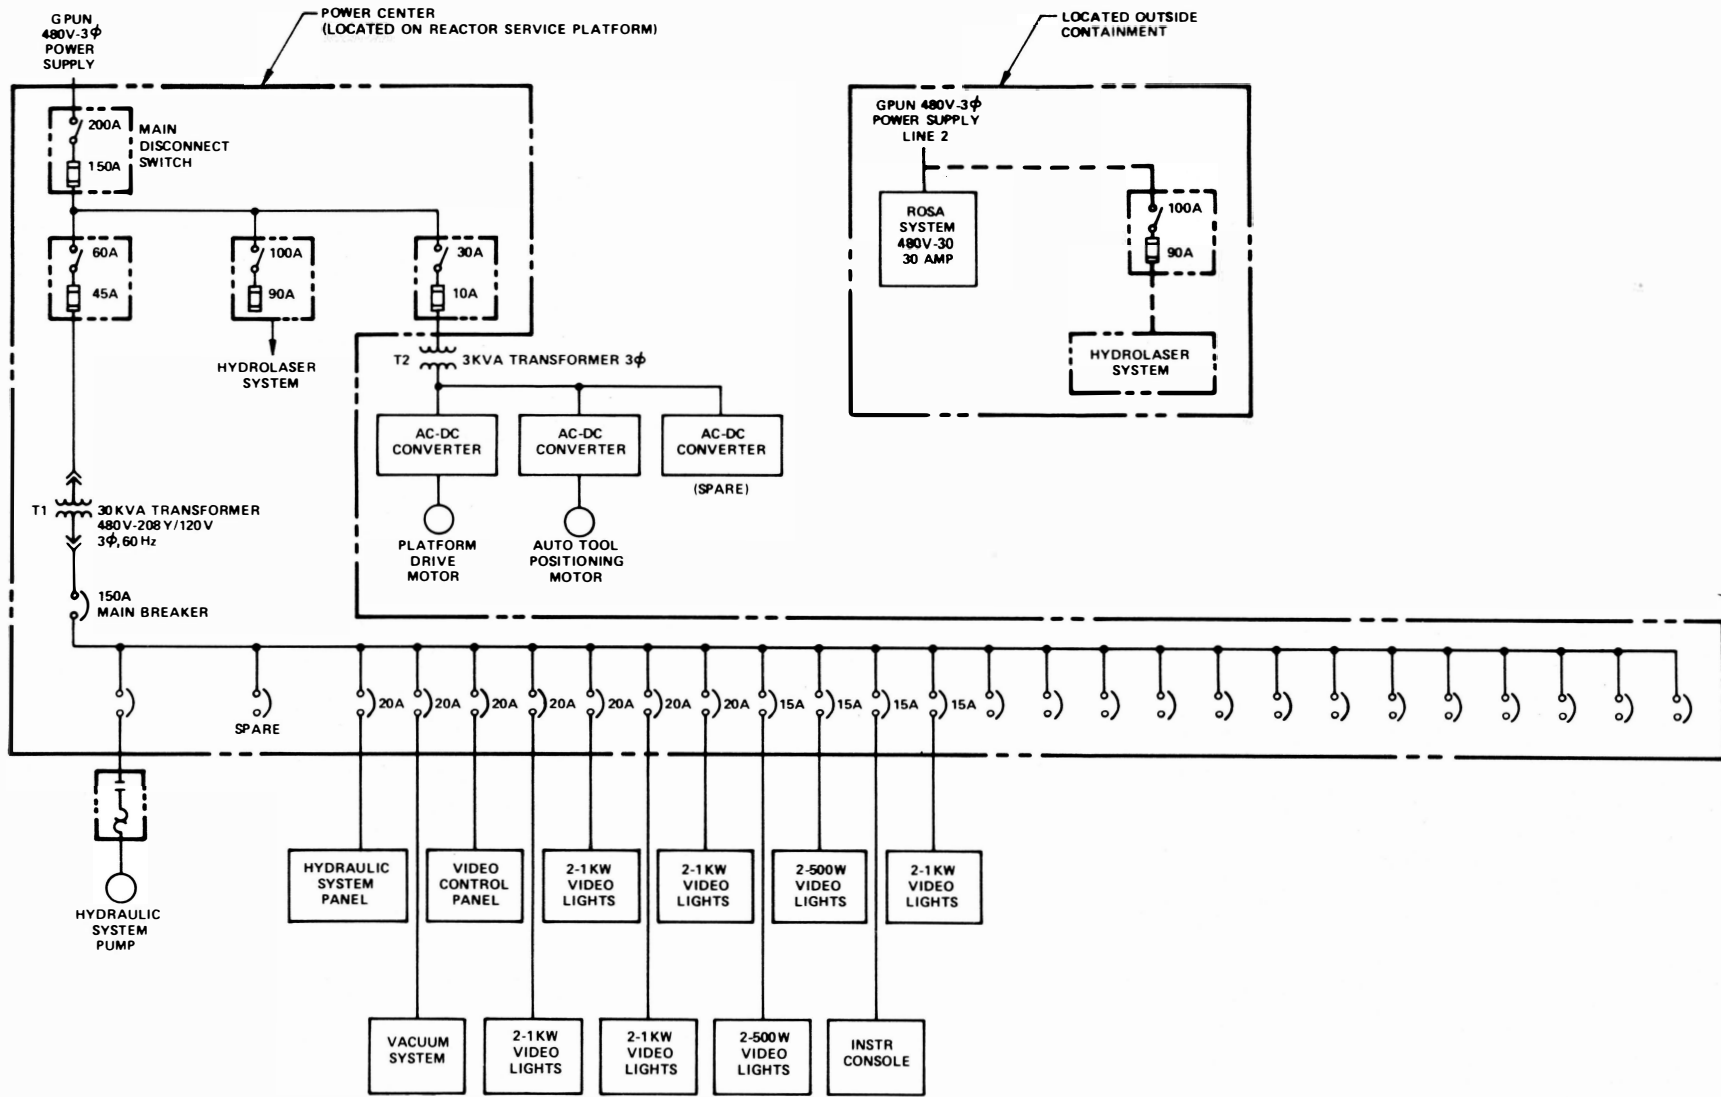 GPUN
480V-3ϕ
POWER
SUPPLY
POWER CENTER
(LOCATED ON REACTOR SERVICE PLATFORM)
LOCATED OUTSIDE
CONTAINMENT
200A
150A
MAIN
DISCONNECT
SWITCH
60A
45A
100A
90A
30A
10A
HYDROLASER
SYSTEM
T2
3KVA TRANSFORMER 3ϕ
AC-DC
CONVERTER
AC-DC
CONVERTER
AC-DC
CONVERTER
(SPARE)
PLATFORM
DRIVE
MOTOR
AUTO TOOL
POSITIONING
MOTOR
GPUN 480V-3ϕ
POWER SUPPLY
LINE 2
ROSA
SYSTEM
480V-30
30 AMP
100A
90A
HYDROLASER
SYSTEM
T1
30KVA TRANSFORMER
480V-208Y/120V
3ϕ, 60 Hz
150A
MAIN BREAKER
SPARE
20A
20A
20A
20A
20A
20A
20A
15A
15A
15A
15A
HYDRAULIC
SYSTEM
PUMP
HYDRAULIC
SYSTEM
PANEL
VIDEO
CONTROL
PANEL
2-1KW
VIDEO
LIGHTS
2-1KW
VIDEO
LIGHTS
2-500W
VIDEO
LIGHTS
2-1KW
VIDEO
LIGHTS
VACUUM
SYSTEM
2-1KW
VIDEO
LIGHTS
2-1KW
VIDEO
LIGHTS
2-500W
VIDEO
LIGHTS
INSTR
CONSOLE